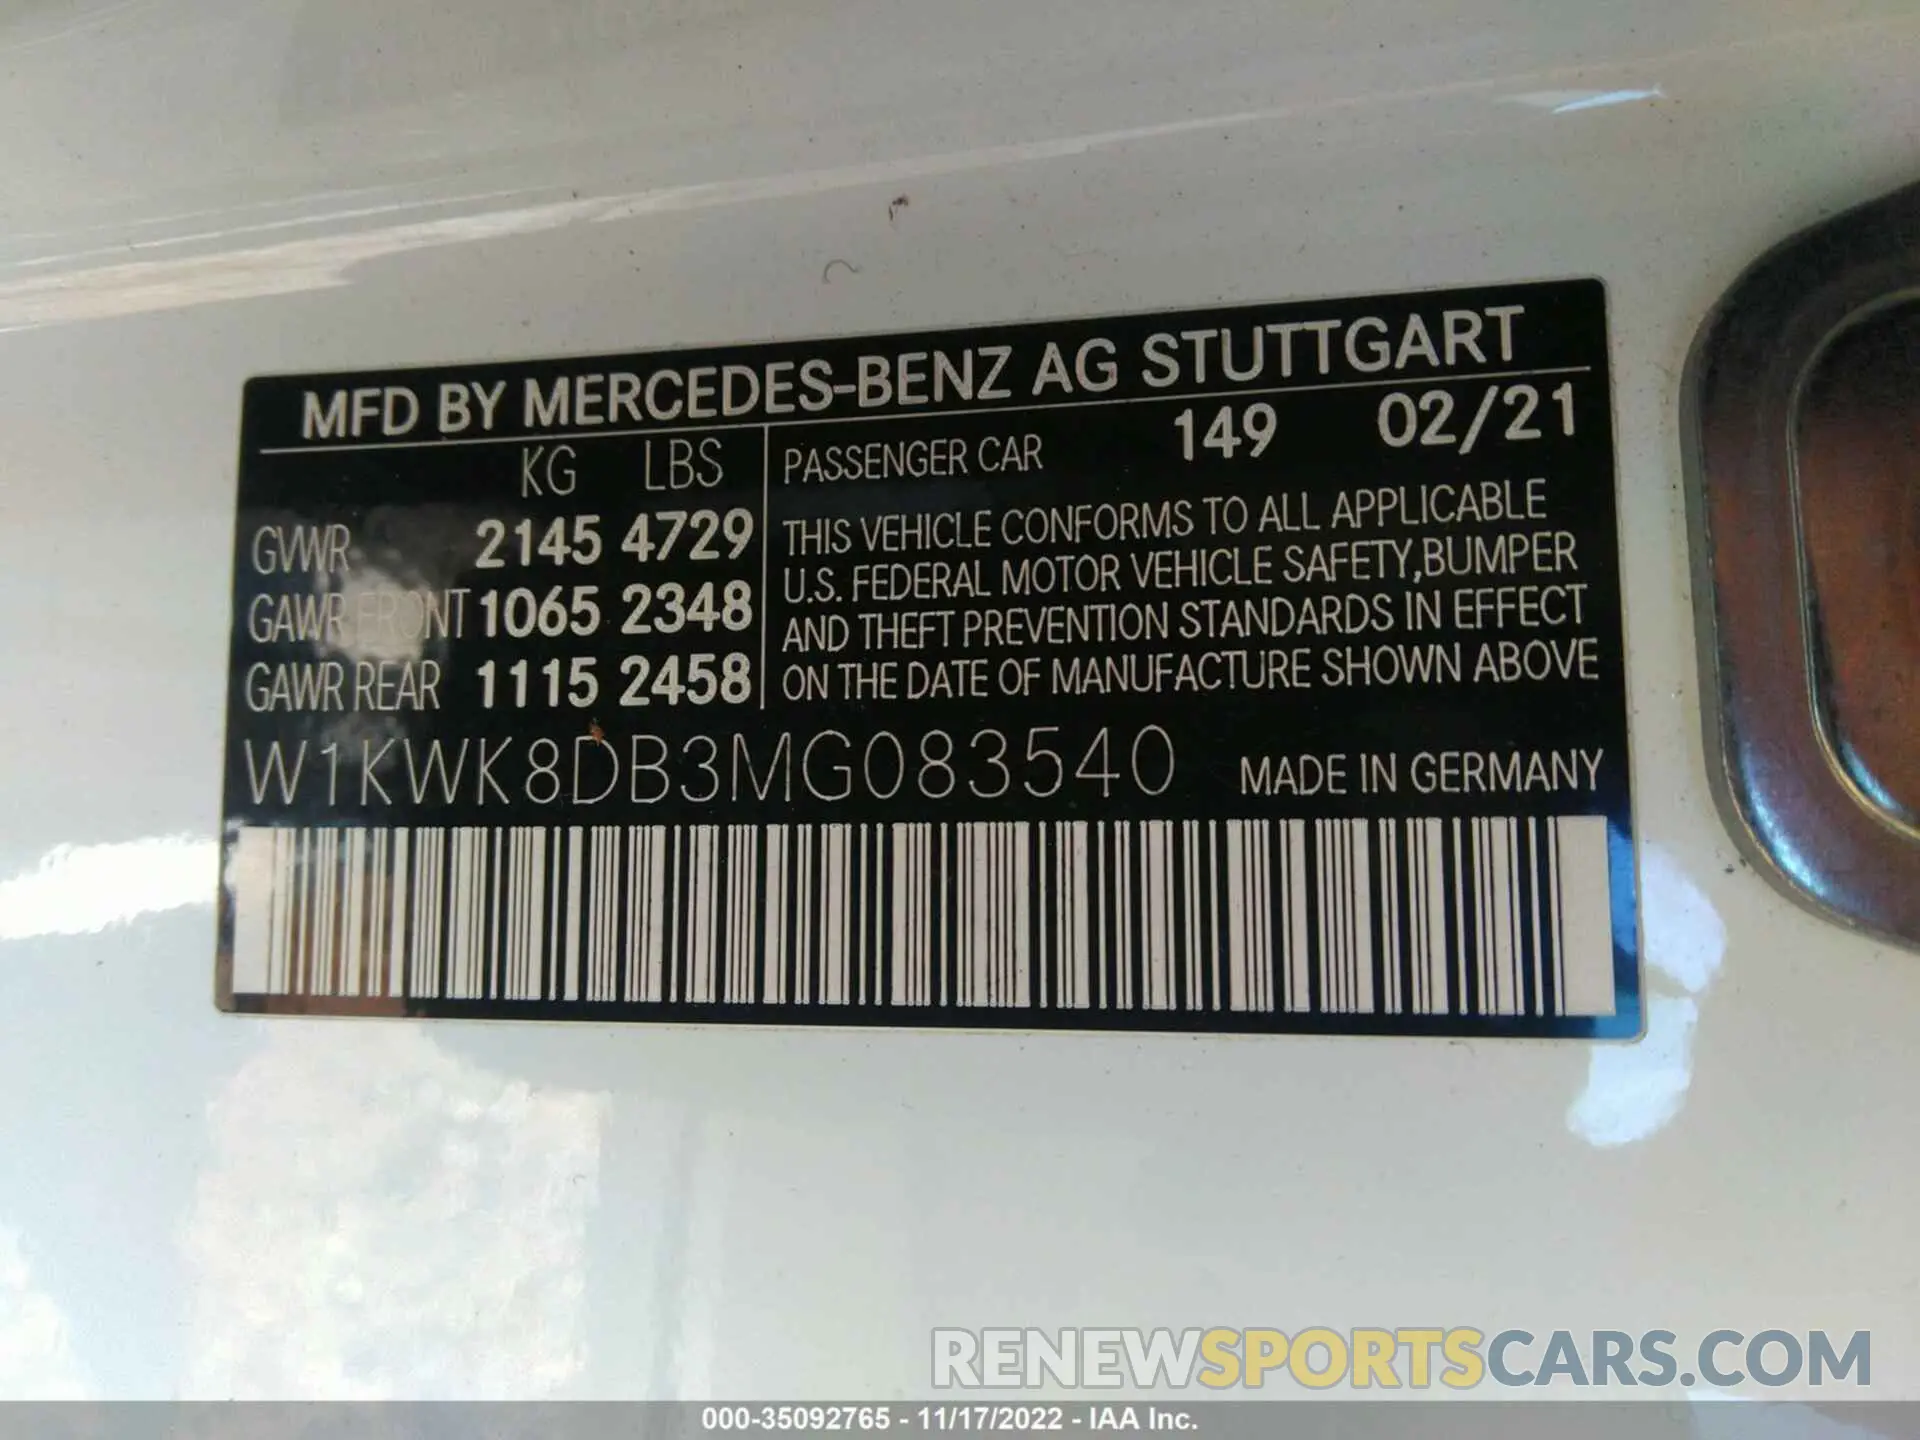 MFD BY MERCEDES-BENZ AG STUTTGART
KG LBS
GVWR 2145 4729
GAWR FRONT 1065 2348
GAWR REAR 1115 2458
PASSENGER CAR 149 02/21
THIS VEHICLE CONFORMS TO ALL APPLICABLE
U.S. FEDERAL MOTOR VEHICLE SAFETY,BUMPER
AND THEFT PREVENTION STANDARDS IN EFFECT
ON THE DATE OF MANUFACTURE SHOWN ABOVE
W1KWK8DB3MG083540 MADE IN GERMANY
RENEWSPORTSCARS.COM
000-35092765 - 11/17/2022 - IAA Inc.